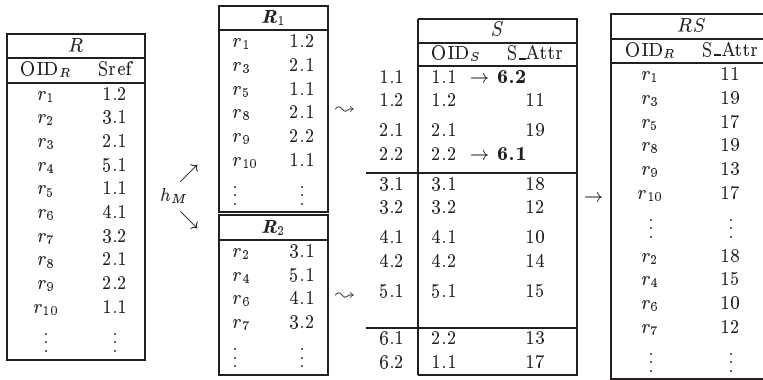 R
OID_R Sref
r1 1.2
r2 3.1
r3 2.1
r4 5.1
r5 1.1
r6 4.1
r7 3.2
r8 2.1
r9 2.2
r10 1.1
⋮ ⋮
h_M
R1
r1 1.2
r3 2.1
r5 1.1
r8 2.1
r9 2.2
r10 1.1
⋮ ⋮
R2
r2 3.1
r4 5.1
r6 4.1
r7 3.2
⋮ ⋮
S
OID_S S_Attr
1.1 1.1 → 6.2
1.2 1.2 11
2.1 2.1 19
2.2 2.2 → 6.1
3.1 3.1 18
3.2 3.2 12
4.1 4.1 10
4.2 4.2 14
5.1 5.1 15
6.1 2.2 13
6.2 1.1 17
RS
OID_R S_Attr
r1 11
r3 19
r5 17
r8 19
r9 13
r10 17
⋮ ⋮
r2 18
r4 15
r6 10
r7 12
⋮ ⋮